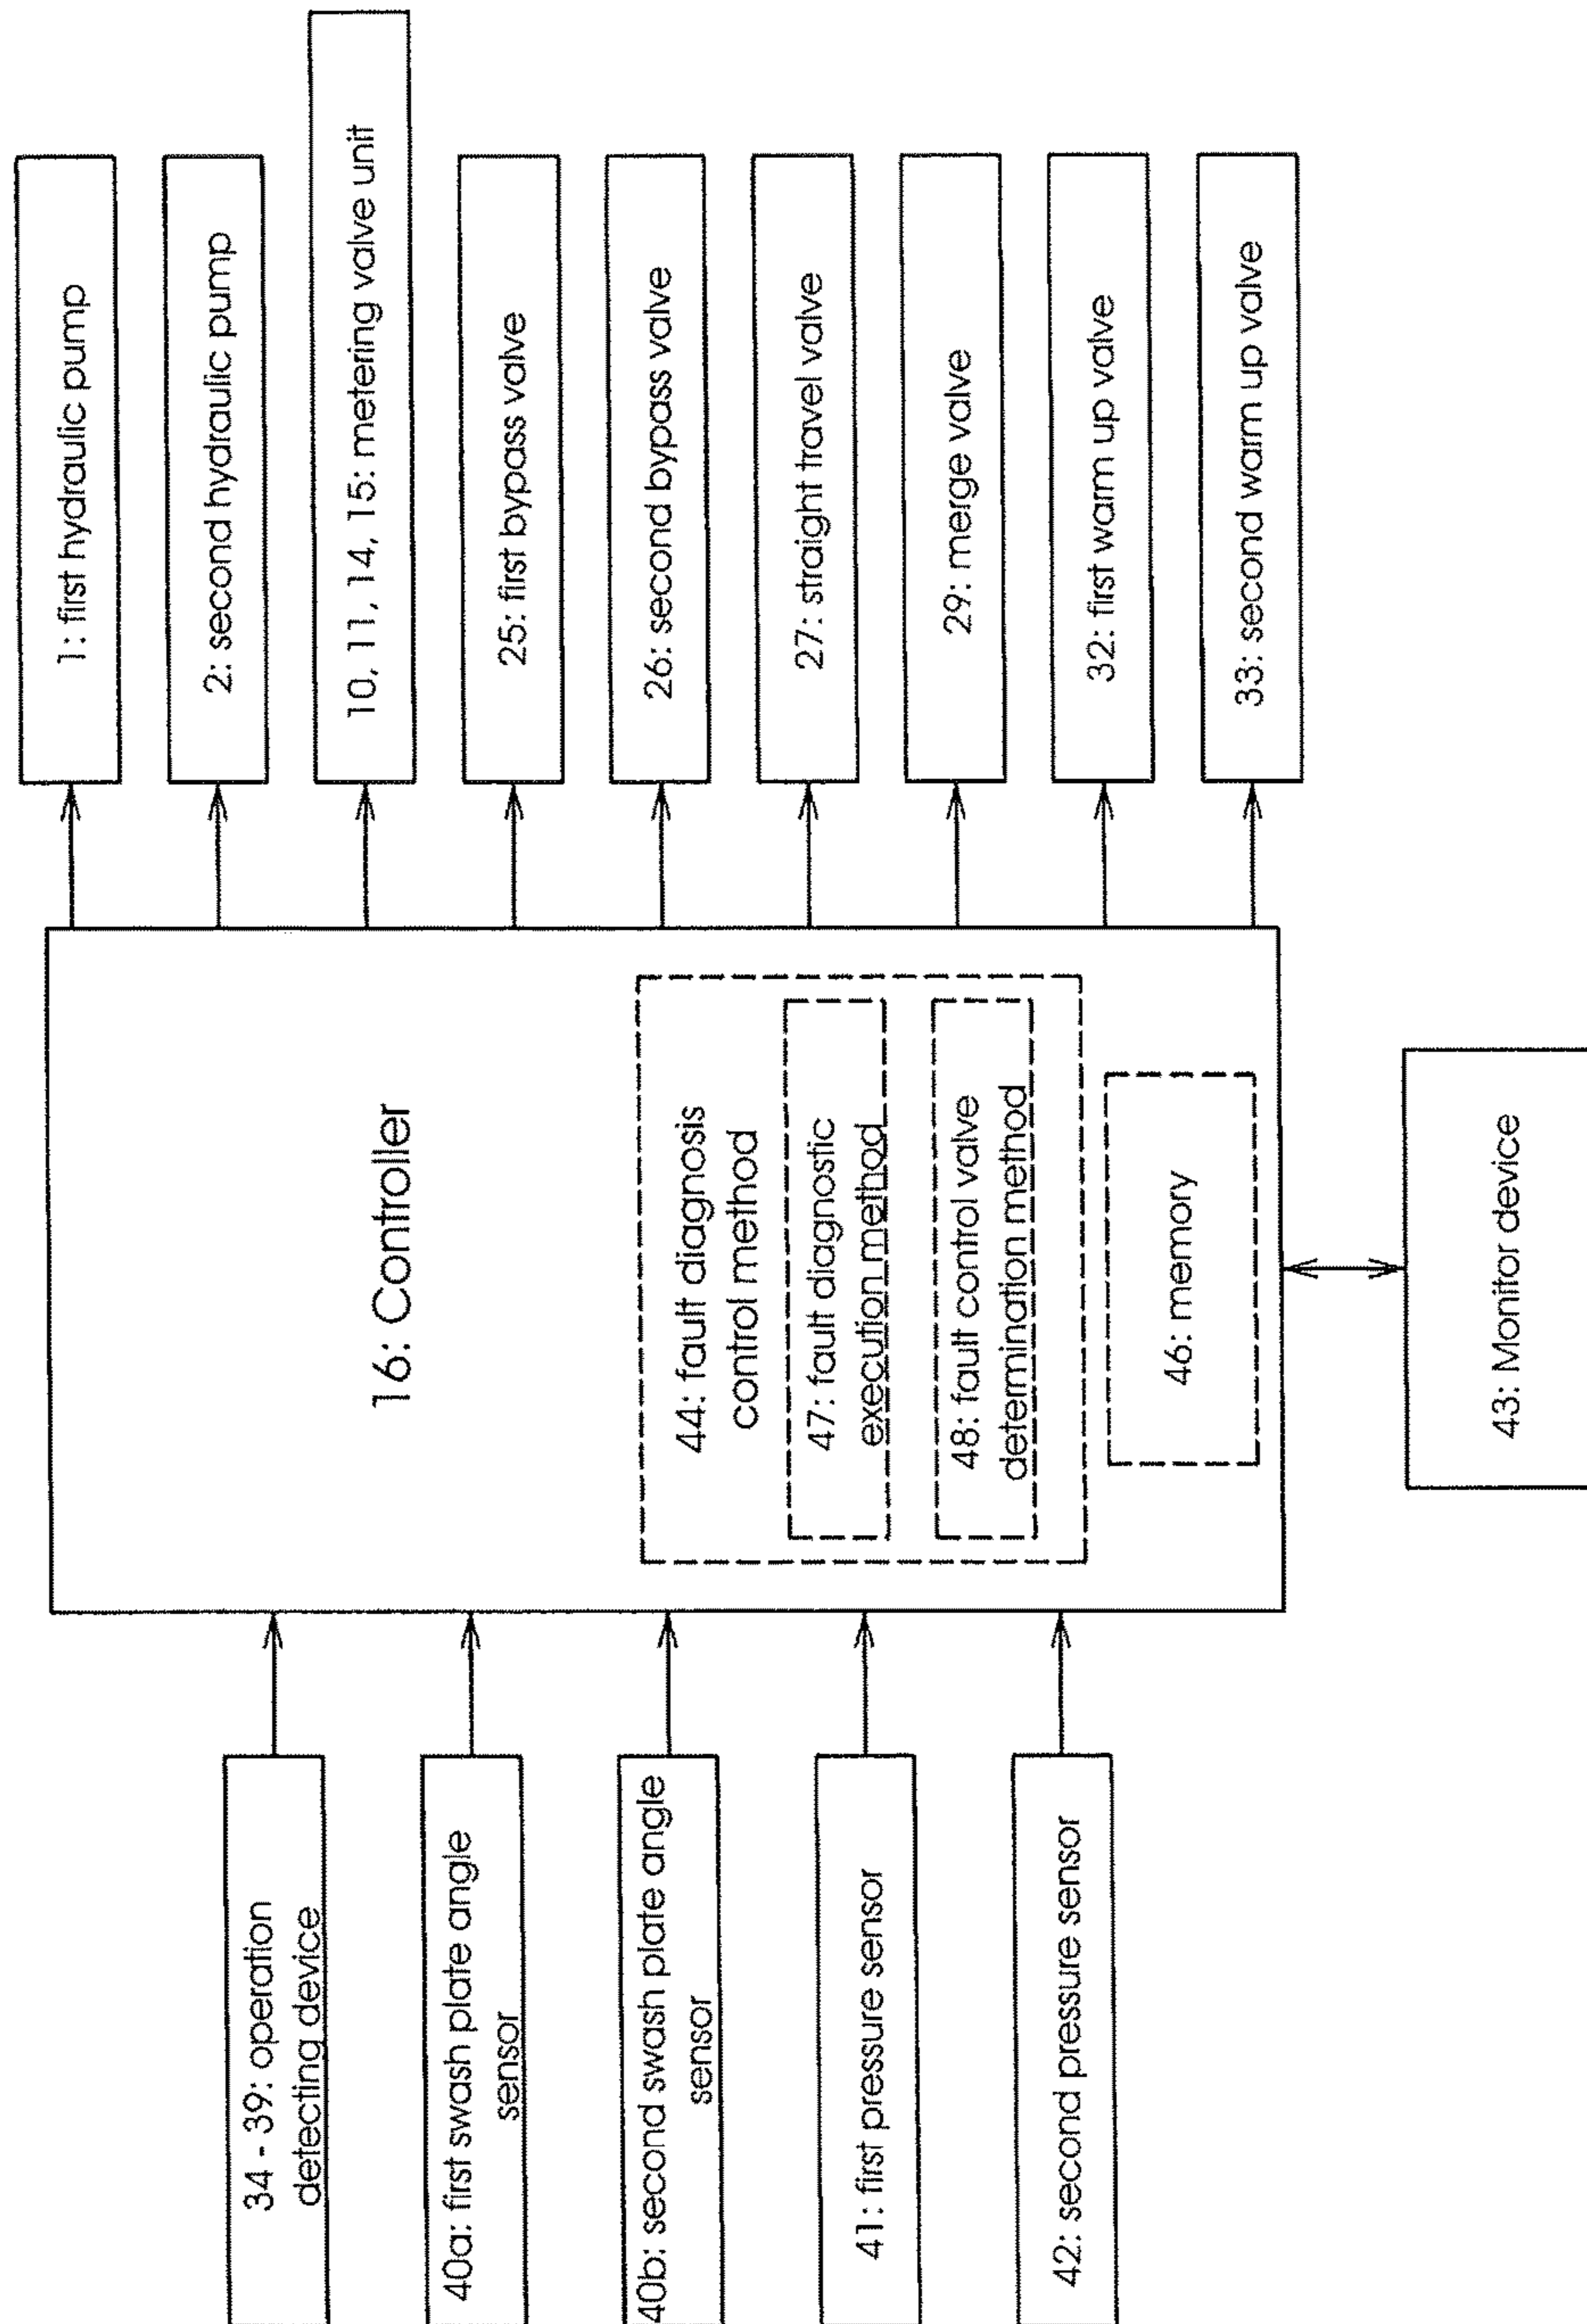 34 - 39: operation
detecting device
40a: first swash plate angle
sensor
40b: second swash plate angle
sensor
41: first pressure sensor
42: second pressure sensor
16: Controller
44: fault diagnosis
control method
47: fault diagnostic
execution method
48: fault control valve
determination method
46: memory
43: Monitor device
1: first hydraulic pump
2: second hydraulic pump
10, 11, 14, 15: metering valve unit
25: first bypass valve
26: second bypass valve
27: straight travel valve
29: merge valve
32: first warm up valve
33: second warm up valve